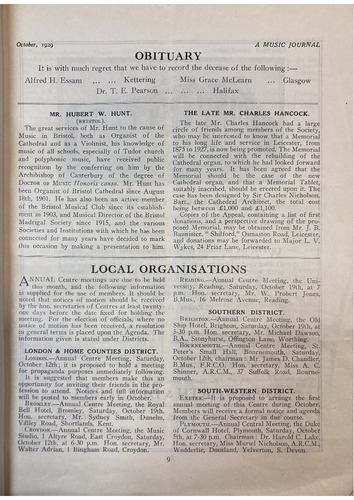 October, 1929
A MUSIC JOURNAL
OBITUARY
It is with much regret that we have to record the decease of the following :—
Alfred H. Essam ... ... Kettering Miss Grace McLearn ... Glasgow
Dr. T. E. Pearson ... ... ... Halifax
MR. HUBERT W. HUNT.
(BRISTOL.)
The great services of Mr. Hunt to the cause of
Music in Bristol, both as Organist of the
Cathedral and as a Violinist, his knowledge of
music of all schools, especially of Tudor church
and polyphonic music, have received public
recognition by the conferring on him by the
Archbishop of Canterbury of the degree of
DOCTOR OF MUSIC HONORIS CAUSA. Mr. Hunt has
been Organist of Bristol Cathedral since August
18th, 1901. He has also been an active member
of the Bristol Musical Club since its establish-
ment in 1903, and Musical Director of the Bristol
Madrigal Society since 1915, and the various
Societies and Institutions with which he has been
connected for many years have decided to mark
this occasion by making a presentation to him.
THE LATE MR. CHARLES HANCOCK.
The late Mr. Charles Hancock had a large
circle of friends among members of the Society,
who may be interested to know that a Memorial
to his long life and service in Leicester, from
1875 to 1927, is now being promoted. The Memorial
will be connected with the rebuilding of the
Cathedral organ, to which he had looked forward
for many years. It has been agreed that the
Memorial should be the case of the new
Cathedral organ, and that a Memorial Tablet,
suitably inscribed, should be erected upon it. The
case has been designed by Sir Charles Nicholson,
Bart., the Cathedral Architect, the total cost
being between £1,000 and £1,100.
Copies of the Appeal, containing a list of first
donations, and a perspective drawing of the pro-
posed Memorial, may be obtained from Mr. J. B.
Bannister, " Shilford," Osmaston Road, Leicester,
and donations may be forwarded to Major L. V.
Wykes, 24 Friar Lane, Leicester.
LOCAL ORGANISATIONS
ANNUAL Centre meetings are due to be held
this month, and the following information
is supplied for the use of members. It should be
noted that notices of motion should be received
by the hon. secretaries of Centres at least twenty-
one days before the date fixed for holding the
meeting. For the election of officials, where no
notice of motion has been received, a resolution
in general terms is placed upon the Agenda. The
information given is stated under Districts.
LONDON & HOME COUNTIES DISTRICT.
LONDON.—Annual Centre Meeting, Saturday,
October 12th; it is proposed to hold a meeting
for propaganda purposes immediately following.
It is suggested that members make this an
opportunity for inviting their friends in the pro-
fession to attend. Notices and full information
will be posted to members early in October.
BROMLEY.—Annual Centre Meeting, the Royal
Bell Hotel, Bromley, Saturday, October 19th.
Hon. secretary, Mr. Sydney Smith, Dunelm,
Villey Road, Shortlands, Kent.
CROYDON.—Annual Centre Meeting, the Music
Studio, 1 Altyre Road, East Croydon, Saturday,
October 12th, at 6-30 p.m. Hon. secretary, Mr.
Walter Adrian, 1 Bingham Road, Croydon.
READING.—Annual Centre Meeting, the Uni-
versity, Reading, Saturday, October 19th, at 7
p.m. Hon. secretary, Mr. W. Probert Jones,
B.Mus., 16 Melrose Avenue, Reading.
SOUTHERN DISTRICT.
BRIGHTON.—Annual Centre Meeting, the Old
Ship Hotel, Brighton, Saturday, October 19th, at
3-30 p.m. Hon. secretary, Mr. Michael Dawson,
B.A., Stonyhurst, Offington Lane, Worthing.
BOURNEMOUTH.—Annual Centre Meeting, St.
Peter's Small Hall, Bournemouth, Saturday,
October 12th, chairman: Mr. James D. Chandler,
B.Mus., F.R.C.O. Hon. secretary, Miss A. G.
Shinner, A.R.C.M., 7 Suffolk Road, Bourne-
mouth.
SOUTH-WESTERN DISTRICT.
EXETER.—It is proposed to arrange the first
annual meeting of this Centre during October.
Members will receive a formal notice and agenda
from the General Secretary in due course.
PLYMOUTH.—Annual Central Meeting, the Duke
of Cornwall Hotel, Plymouth, Saturday, October
5th, at 7-30 p.m. Chairman: Dr. Harold C. Lake.
Hon. secretary, Miss Muriel Nicholson, A.R.C.M.,
Yelverton, S. Devon.
9